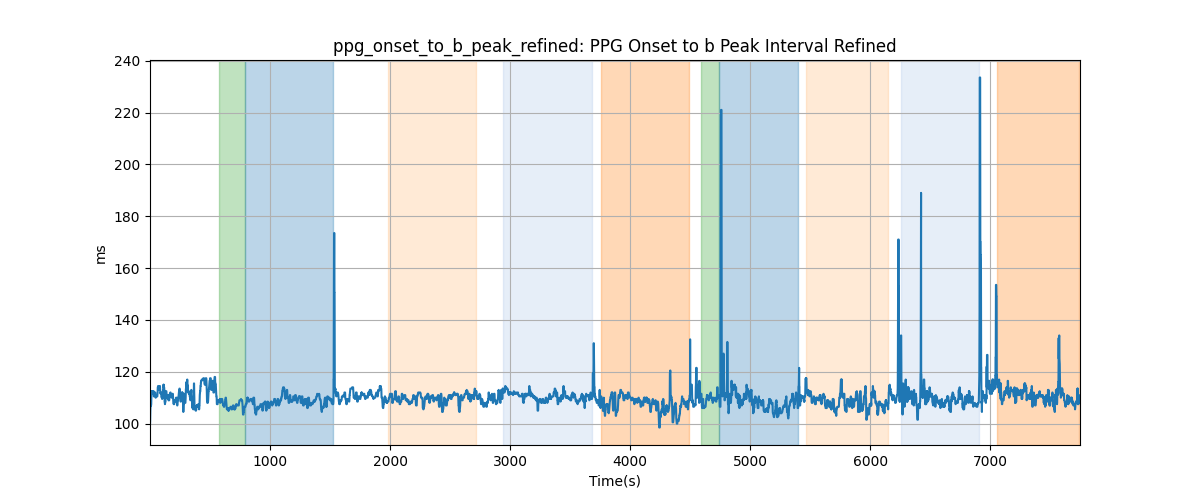 ppg_onset_to_b_peak_refined: PPG Onset to b Peak Interval Refined
240
220
200
180
160
140
120
100
ms
1000 2000 3000 4000 5000 6000 7000
Time(s)